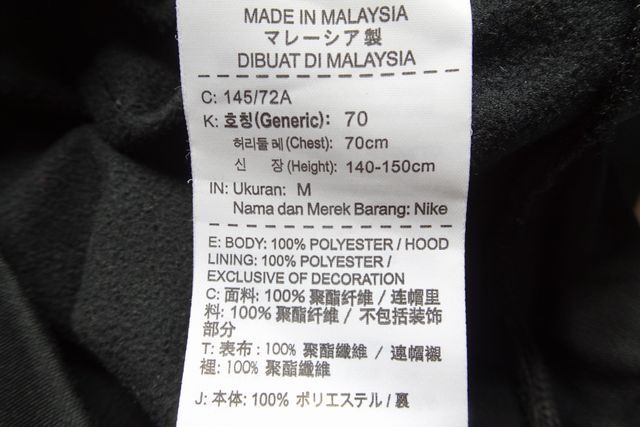 MADE IN MALAYSIA
マレーシア製
DIBUAT DI MALAYSIA
C: 145/72A
K: 호칭(Generic): 70
허리둘레(Chest): 70cm
신 장(Height): 140-150cm
IN: Ukuran: M
Nama dan Merek Barang: Nike
E: BODY: 100% POLYESTER / HOOD
LINING: 100% POLYESTER /
EXCLUSIVE OF DECORATION
C: 面料: 100% 聚酯纤维 / 连帽里
料: 100% 聚酯纤维 / 不包括装饰
部分
T: 表布: 100% 聚酯纖維 / 連帽襯
裡: 100% 聚酯纖維
J: 本体: 100% ポリエステル / 裏